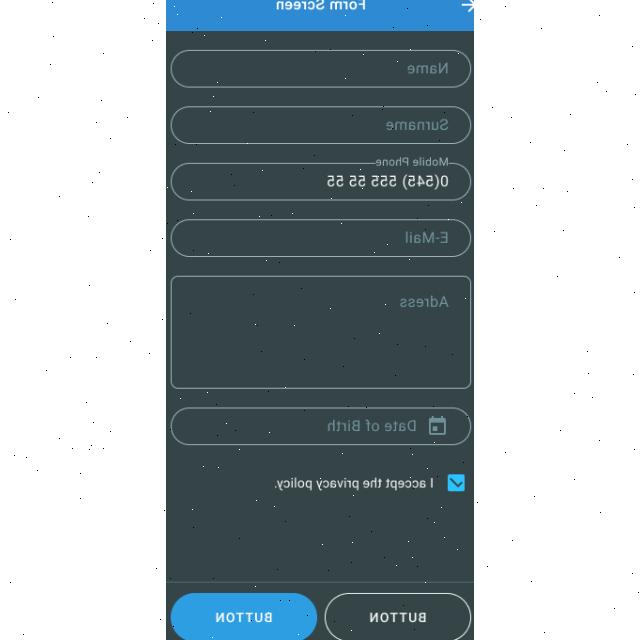 Form Screen
Name
Surname
Mobile Phone
0(545) 555 55 55
E-Mail
Adress
Date of Birth
I accept the privacy policy.
BUTTON BUTTON